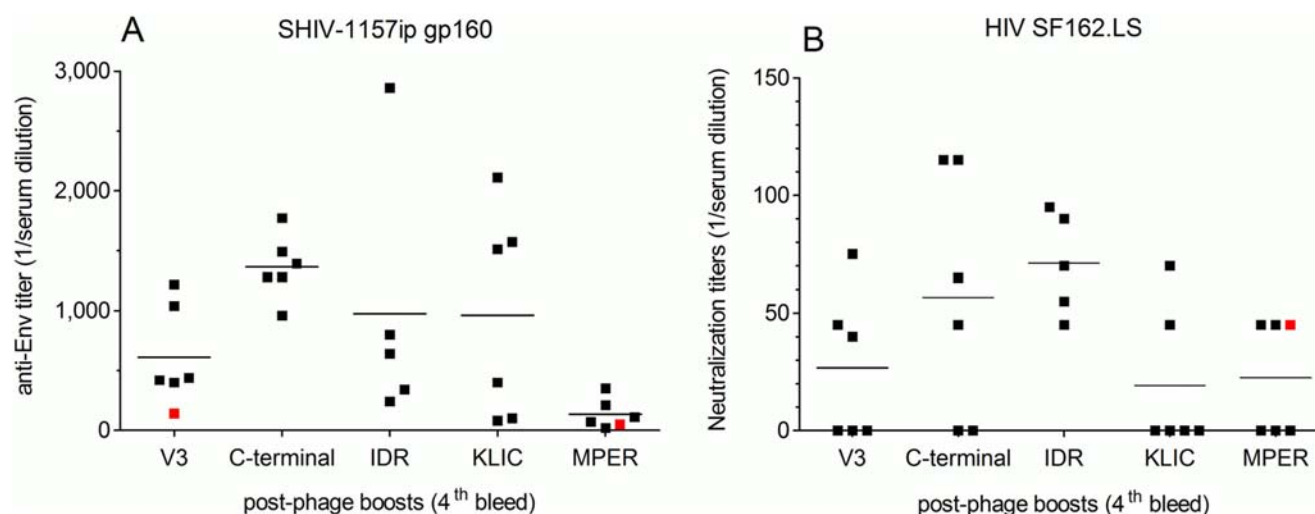 A
SHIV-1157ip gp160
anti-Env titer (1/serum dilution)
3,000
2,000
1,000
0
V3 C-terminal IDR KLIC MPER
post-phage boosts (4th bleed)
B
HIV SF162.LS
Neutralization titers (1/serum dilution)
150
100
50
0
V3 C-terminal IDR KLIC MPER
post-phage boosts (4th bleed)